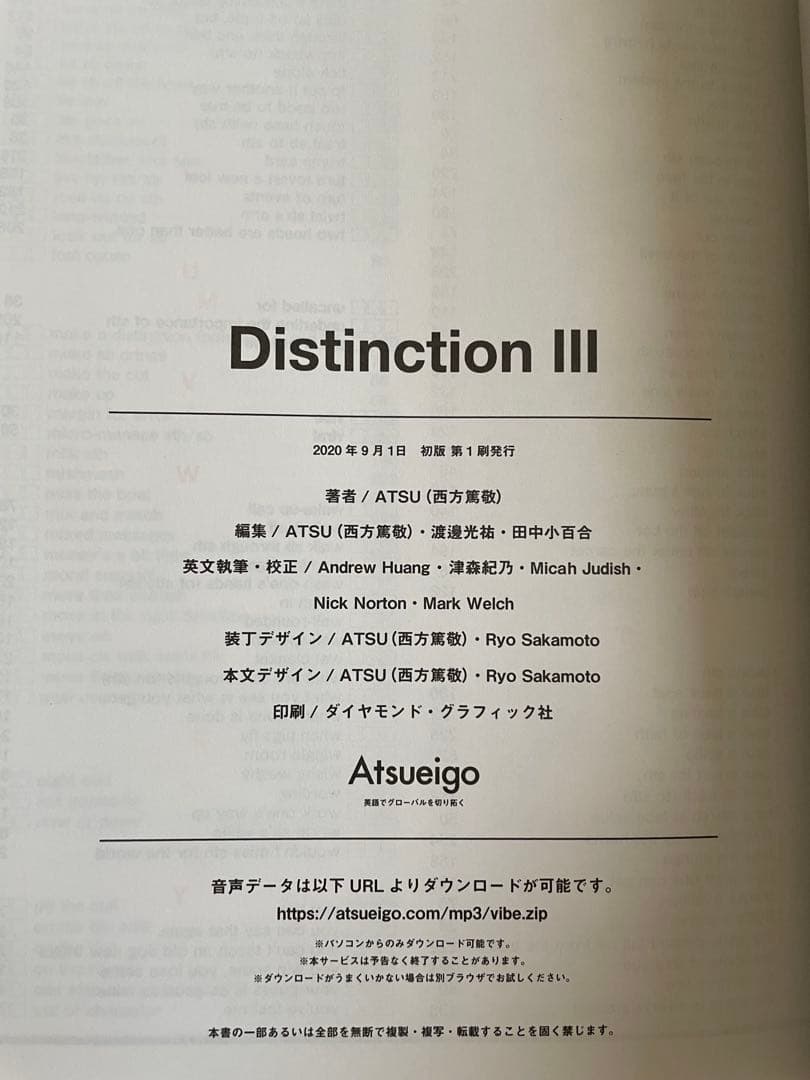 Distinction III
2020年9月1日　初版 第1刷発行
著者 / ATSU（西方篤敬）
編集 / ATSU（西方篤敬）・渡邊光祐・田中小百合
英文執筆・校正 / Andrew Huang・津森紀乃・Micah Judish・
Nick Norton・Mark Welch
装丁デザイン / ATSU（西方篤敬）・Ryo Sakamoto
本文デザイン / ATSU（西方篤敬）・Ryo Sakamoto
印刷 / ダイヤモンド・グラフィック社
Atsueigo
英語でグローバルを切り拓く
音声データは以下 URL よりダウンロードが可能です。
https://atsueigo.com/mp3/vibe.zip
※パソコンからのみダウンロード可能です。
※本サービスは予告なく終了することがあります。
※ダウンロードがうまくいかない場合は別ブラウザでお試しください。
本書の一部あるいは全部を無断で複製・複写・転載することを固く禁じます。